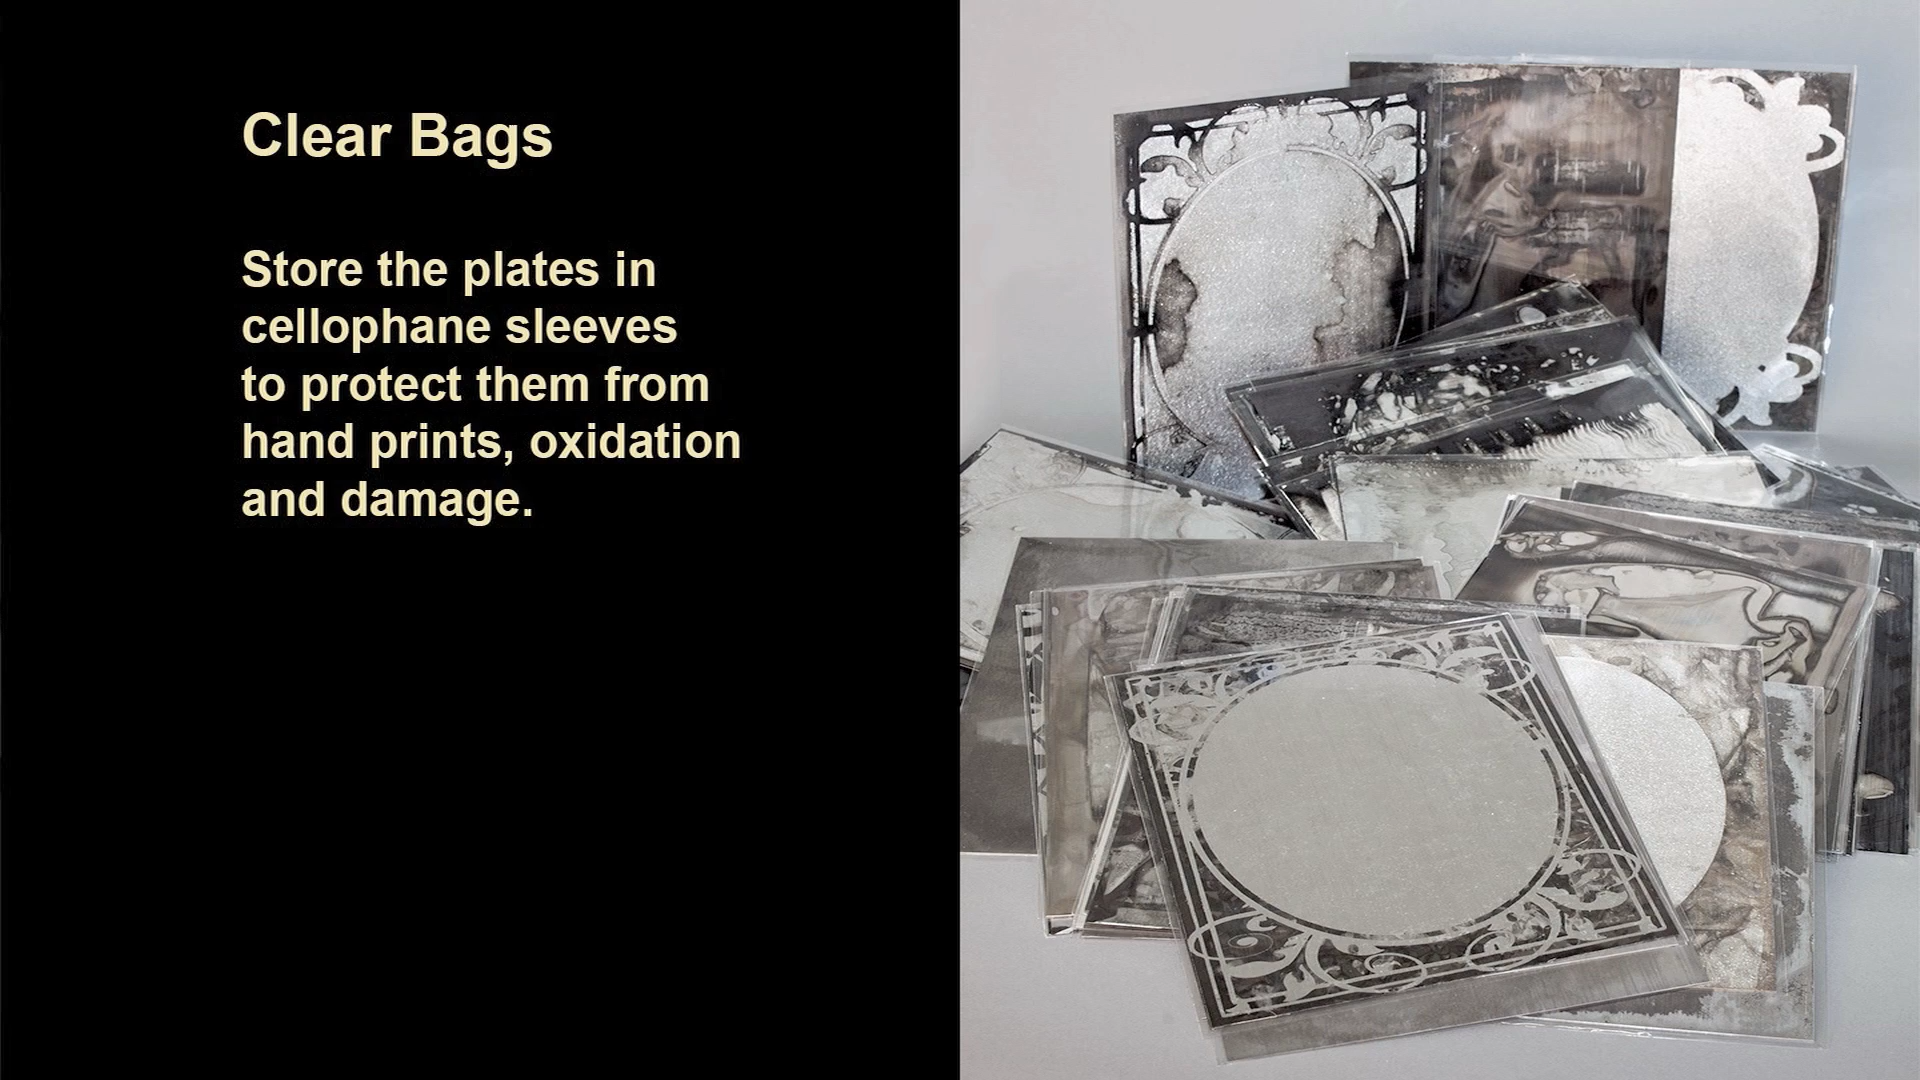 Clear Bags
Store the plates in
cellophane sleeves
to protect them from
hand prints, oxidation
and damage.